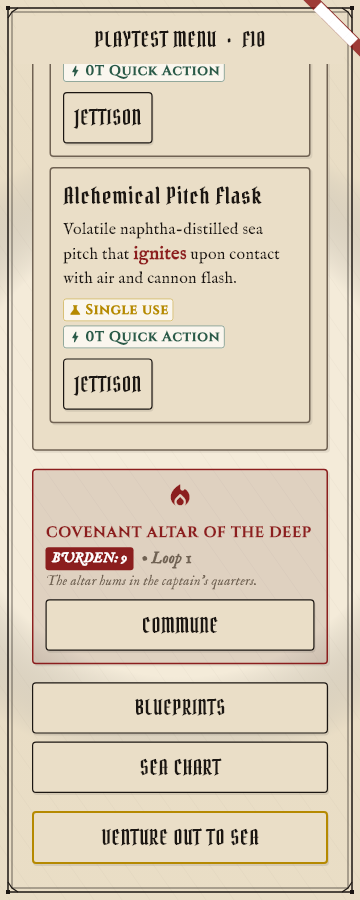 PLAYTEST MENU · F10
0T QUICK ACTION
JETTISON
Alchemical Pitch Flask
Volatile naphtha-distilled sea
pitch that ignites upon contact
with air and cannon flash.
SINGLE USE
0T QUICK ACTION
JETTISON
COVENANT ALTAR OF THE DEEP
BURDEN: 9 • Loop 1
The altar hums in the captain's quarters.
COMMUNE
BLUEPRINTS
SEA CHART
VENTURE OUT TO SEA